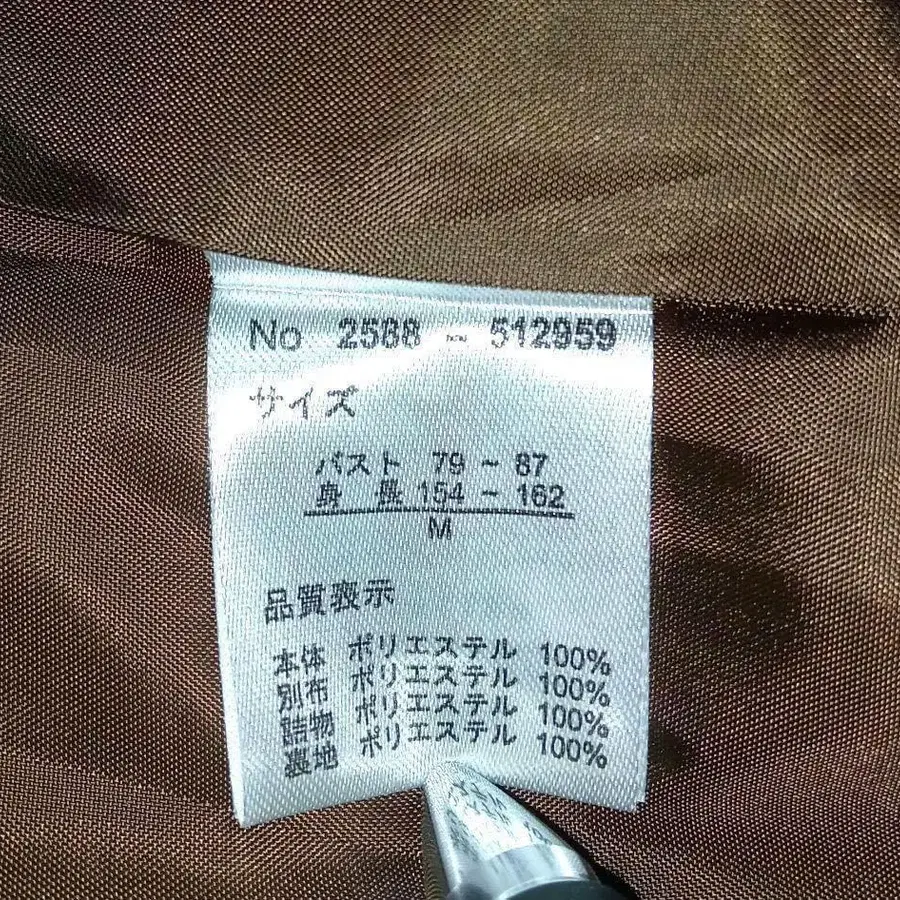 No 2588 ~ 512959
サイズ
バスト 79 ~ 87
身 長 154 ~ 162
M
品質表示
本体 ポリエステル 100%
別布 ポリエステル 100%
詰物 ポリエステル 100%
裏地 ポリエステル 100%